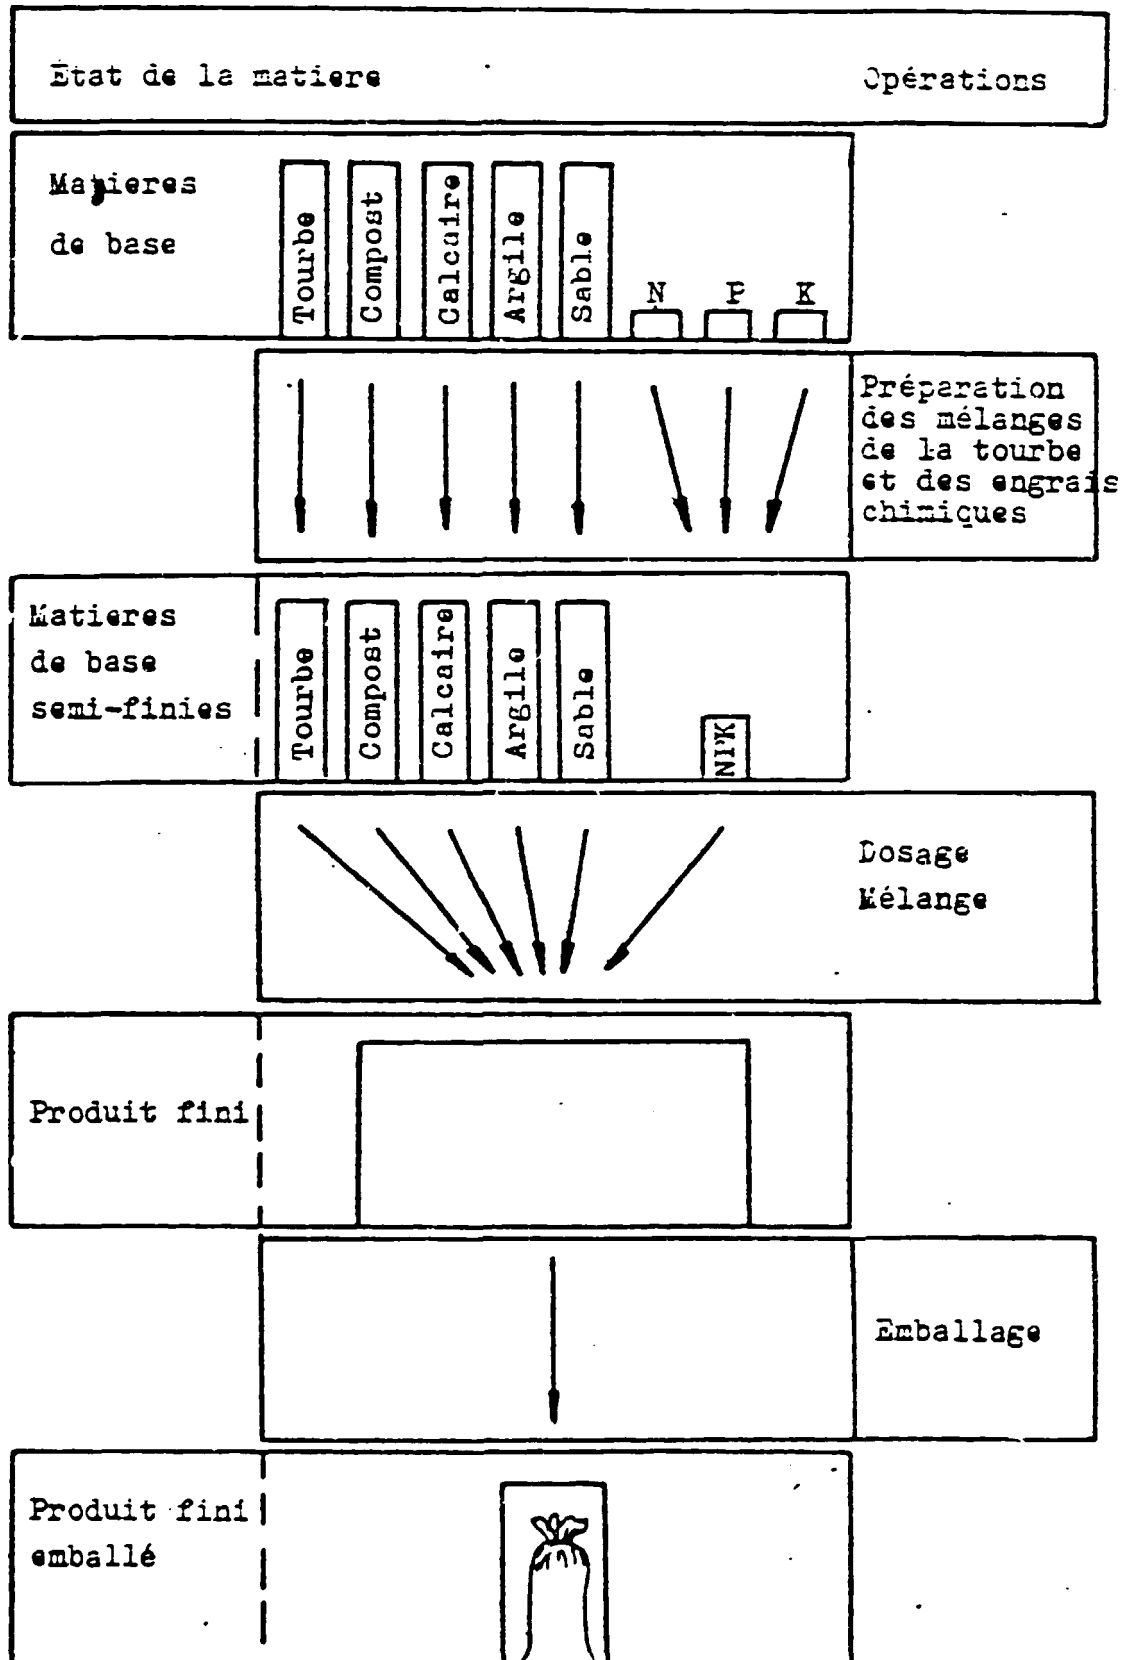 État de la matiere Opérations
Matieres
de base
Tourbe
Compost
Calcaire
Argile
Sable
N P K
Préparation
des mélanges
de la tourbe
et des engrais
chimiques
Matieres
de base
semi-finies
Tourbe
Compost
Calcaire
Argile
Sable
NPK
Dosage
Mélange
Produit fini
Emballage
Produit fini
emballé